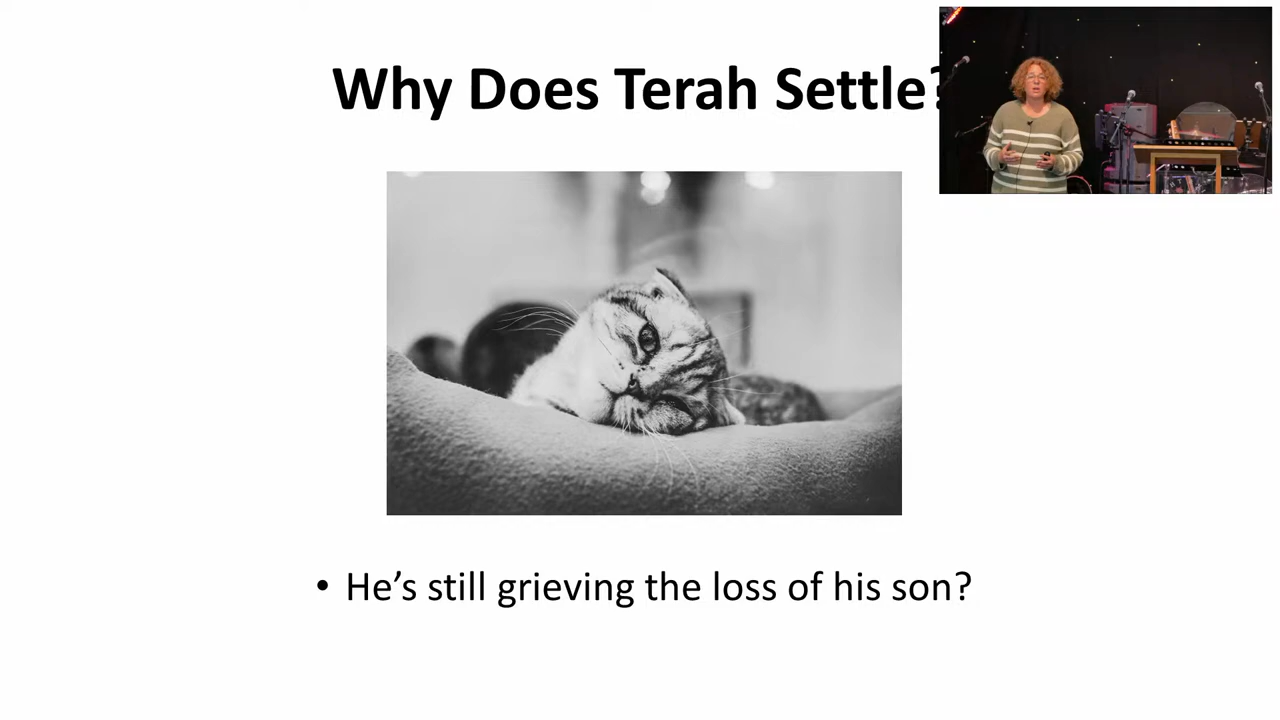 Why Does Terah Settle?
• He's still grieving the loss of his son?